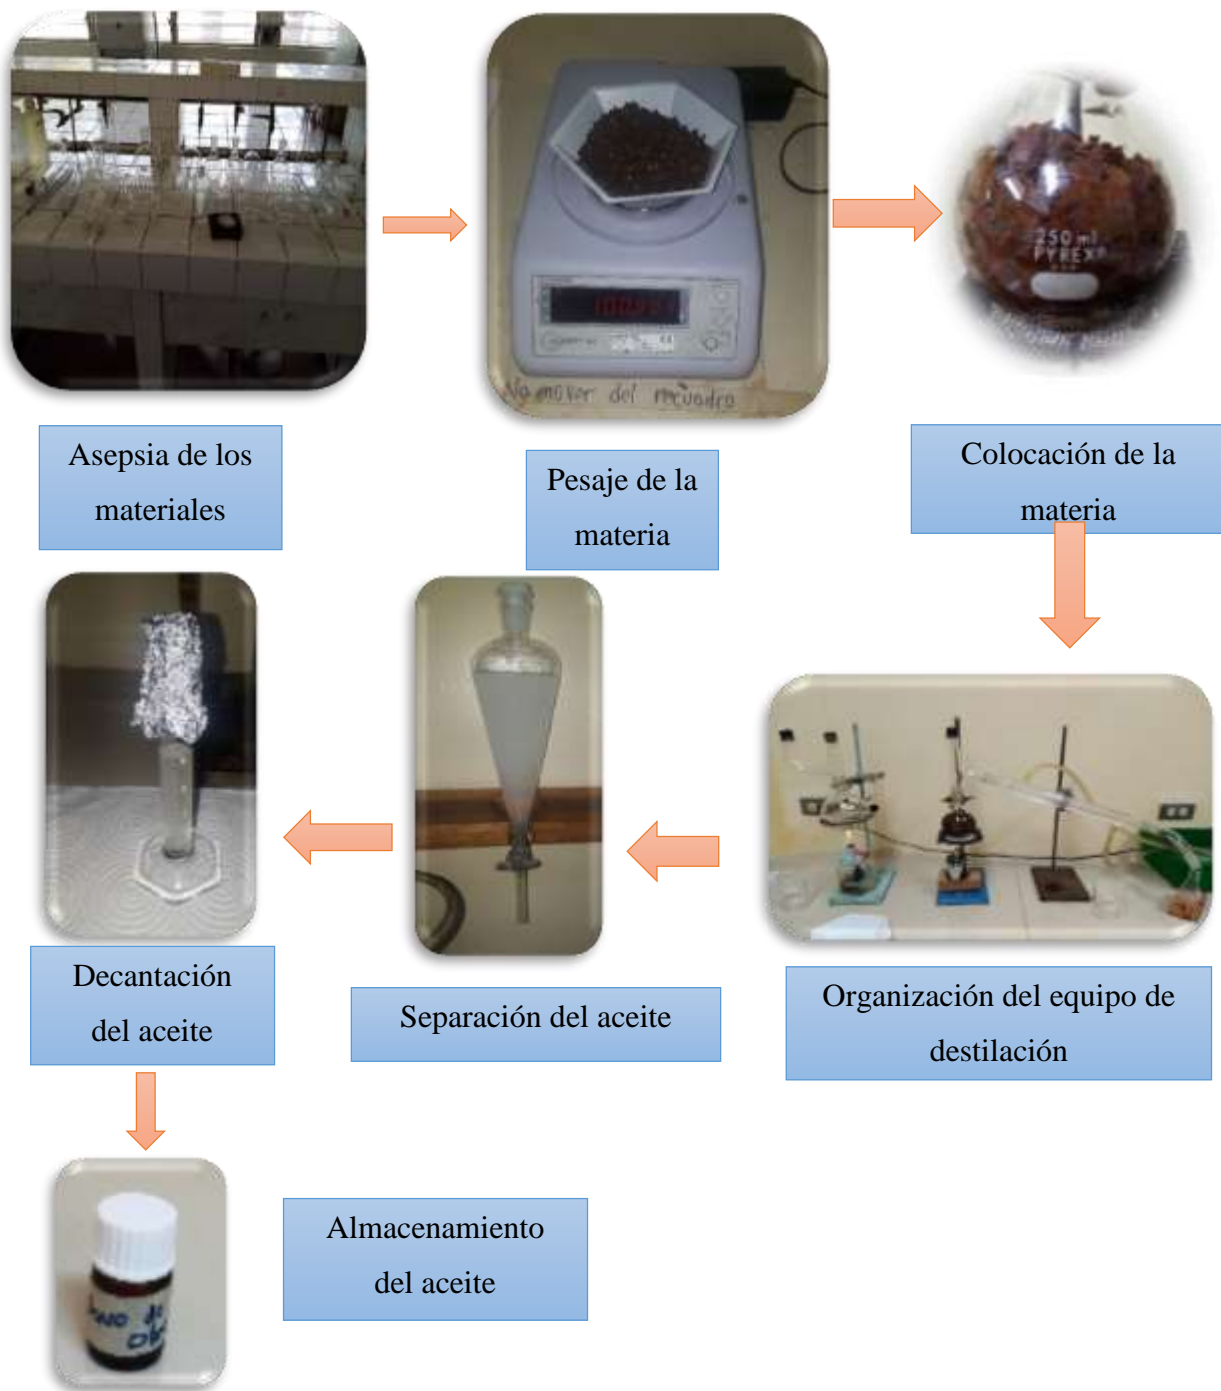 250 ml
PYREX®
No mover del recuadro
Asepsia de los
materiales
Pesaje de la
materia
Colocación de la
materia
Decantación
del aceite
Separación del aceite
Organización del equipo de
destilación
Almacenamiento
del aceite